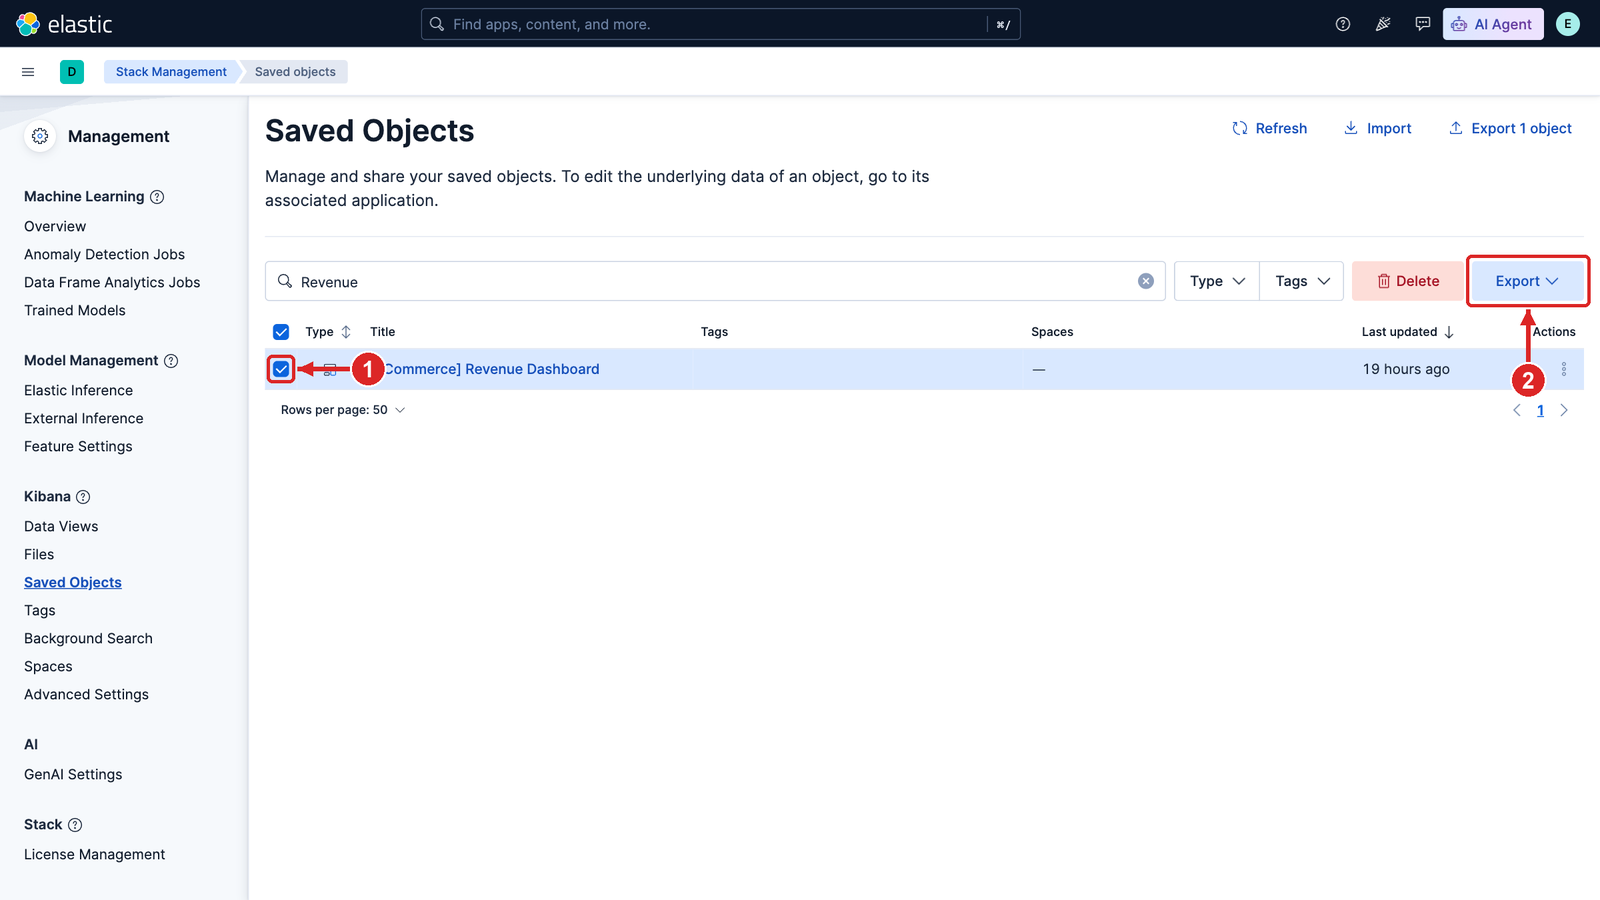 elastic
Find apps, content, and more.
⌘/
AI Agent
E
D
Stack Management
Saved objects
Management
Machine Learning
Overview
Anomaly Detection Jobs
Data Frame Analytics Jobs
Trained Models
Model Management
Elastic Inference
External Inference
Feature Settings
Kibana
Data Views
Files
Saved Objects
Tags
Background Search
Spaces
Advanced Settings
AI
GenAI Settings
Stack
License Management
Saved Objects
Refresh
Import
Export 1 object
Manage and share your saved objects. To edit the underlying data of an object, go to its
associated application.
Revenue
Type
Tags
Delete
Export
Type Title Tags Spaces Last updated Actions
1 Commerce] Revenue Dashboard — 19 hours ago
2
Rows per page: 50
1